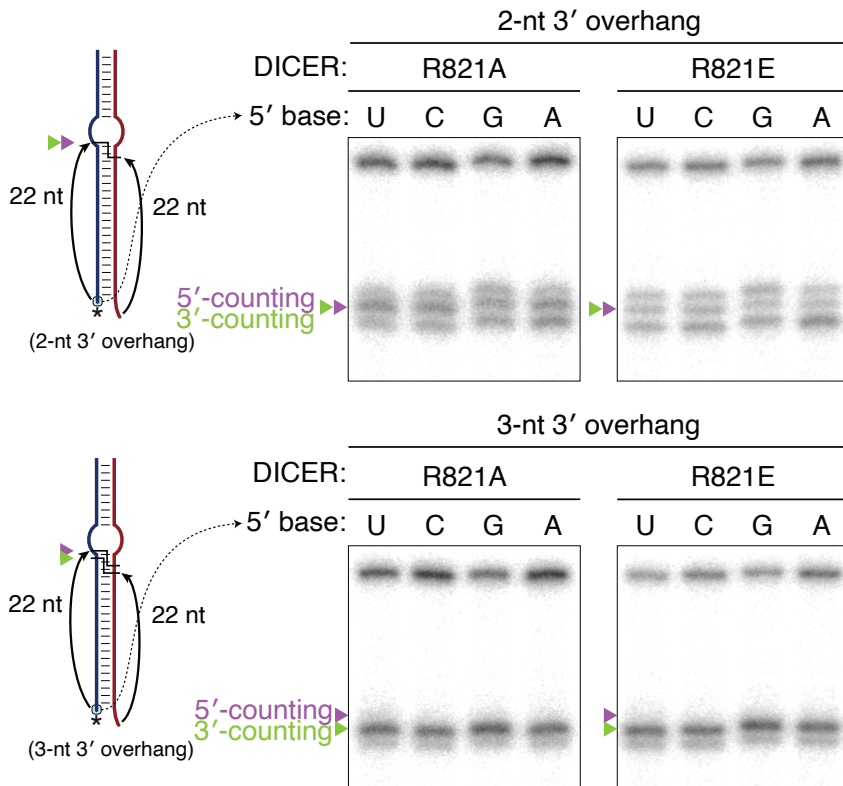 2-nt 3′ overhang
DICER: R821A R821E
5′ base: U C G A U C G A
22 nt
22 nt
5′-counting
3′-counting
*
(2-nt 3′ overhang)
3-nt 3′ overhang
DICER: R821A R821E
5′ base: U C G A U C G A
22 nt
22 nt
5′-counting
3′-counting
*
(3-nt 3′ overhang)